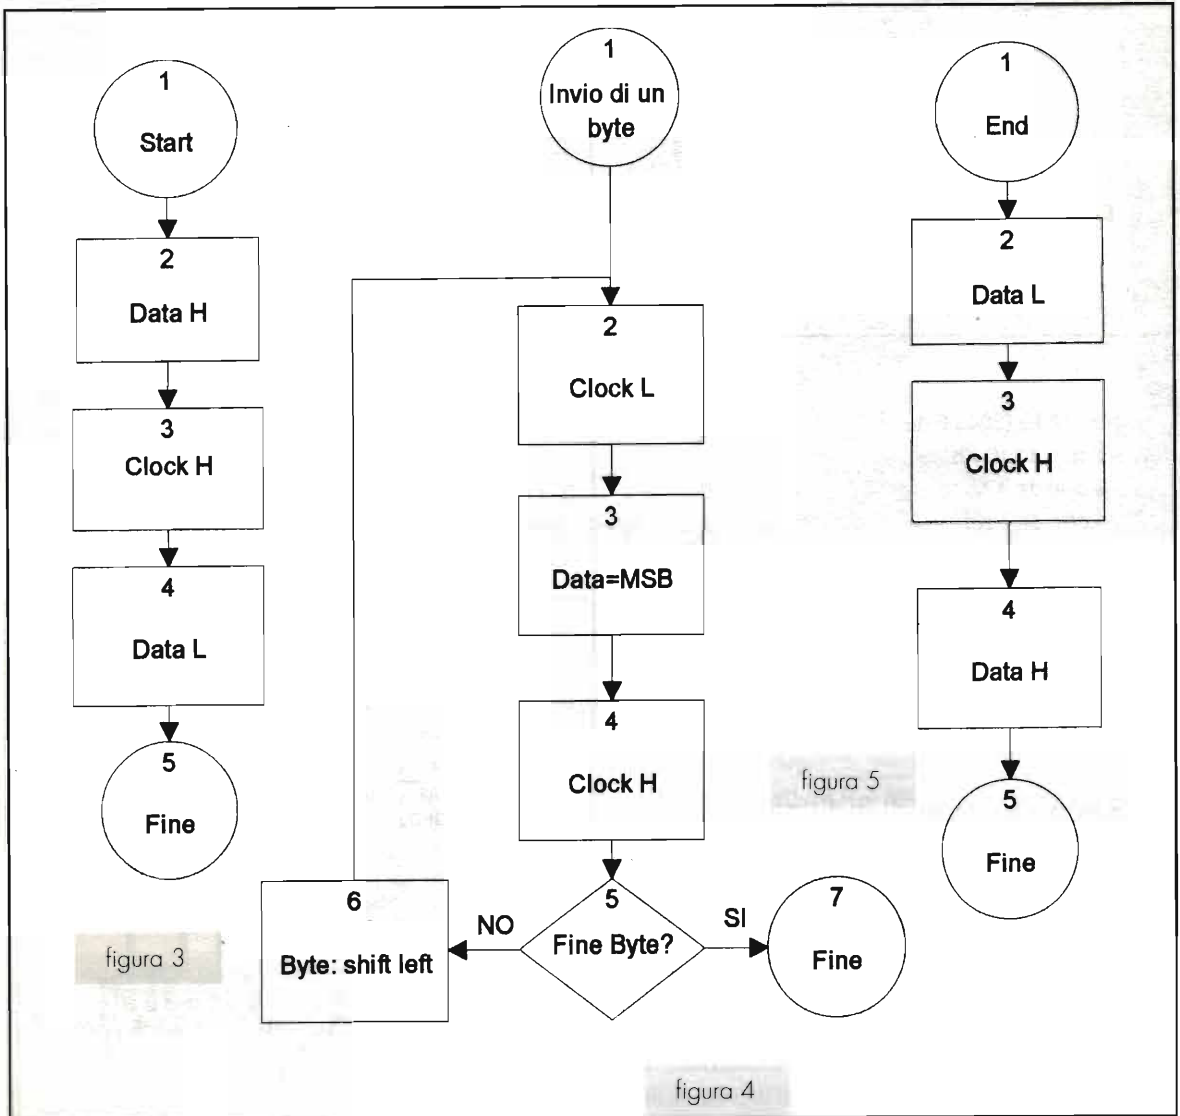 1
Start
2
Data H
3
Clock H
4
Data L
5
Fine
figura 3
1
Invio di un
byte
2
Clock L
3
Data=MSB
4
Clock H
5
Fine Byte?
NO
SI
6
Byte: shift left
7
Fine
figura 4
1
End
2
Data L
3
Clock H
4
Data H
5
Fine
figura 5